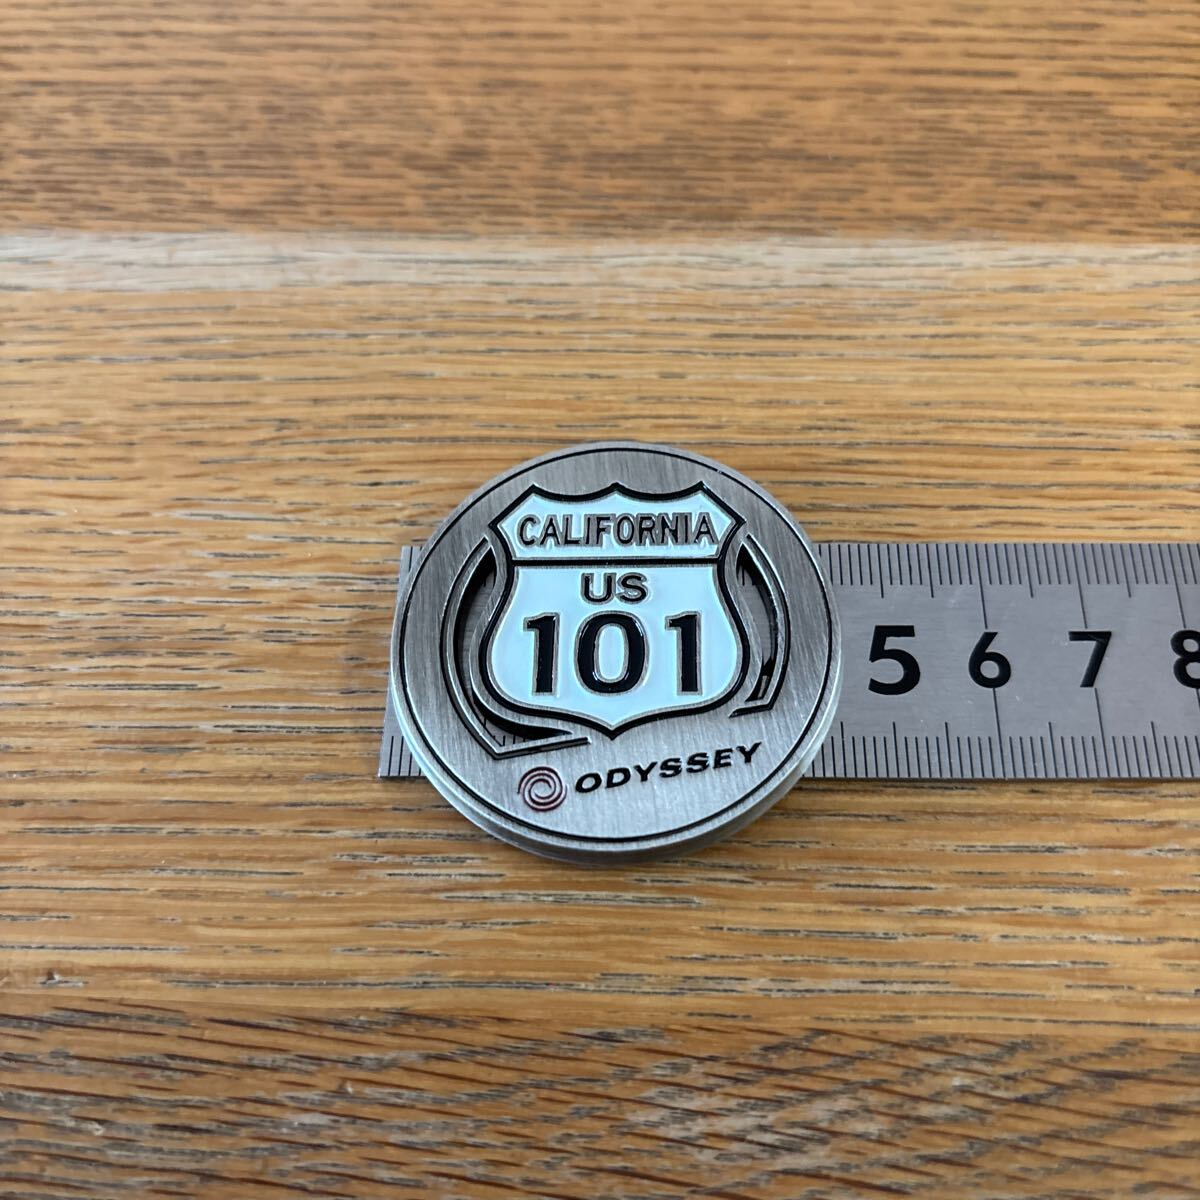 CALIFORNIA
US
101
ODYSSEY
5 6 7 8